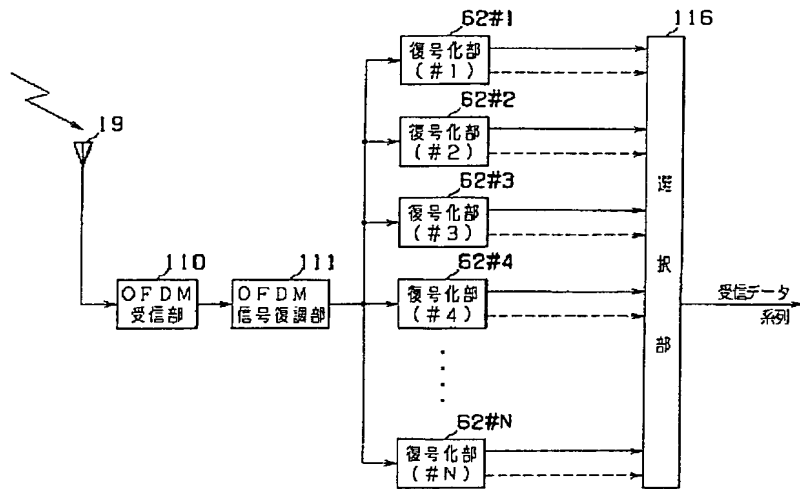 62#1
116
復号化部
(#1)
19
62#2
復号化部
(#2)
62#3
復号化部
(#3)
選択部
110
111
62#4
OFDM
受信部
OFDM
信号復調部
復号化部
(#4)
受信データ
系列
62#N
復号化部
(#N)